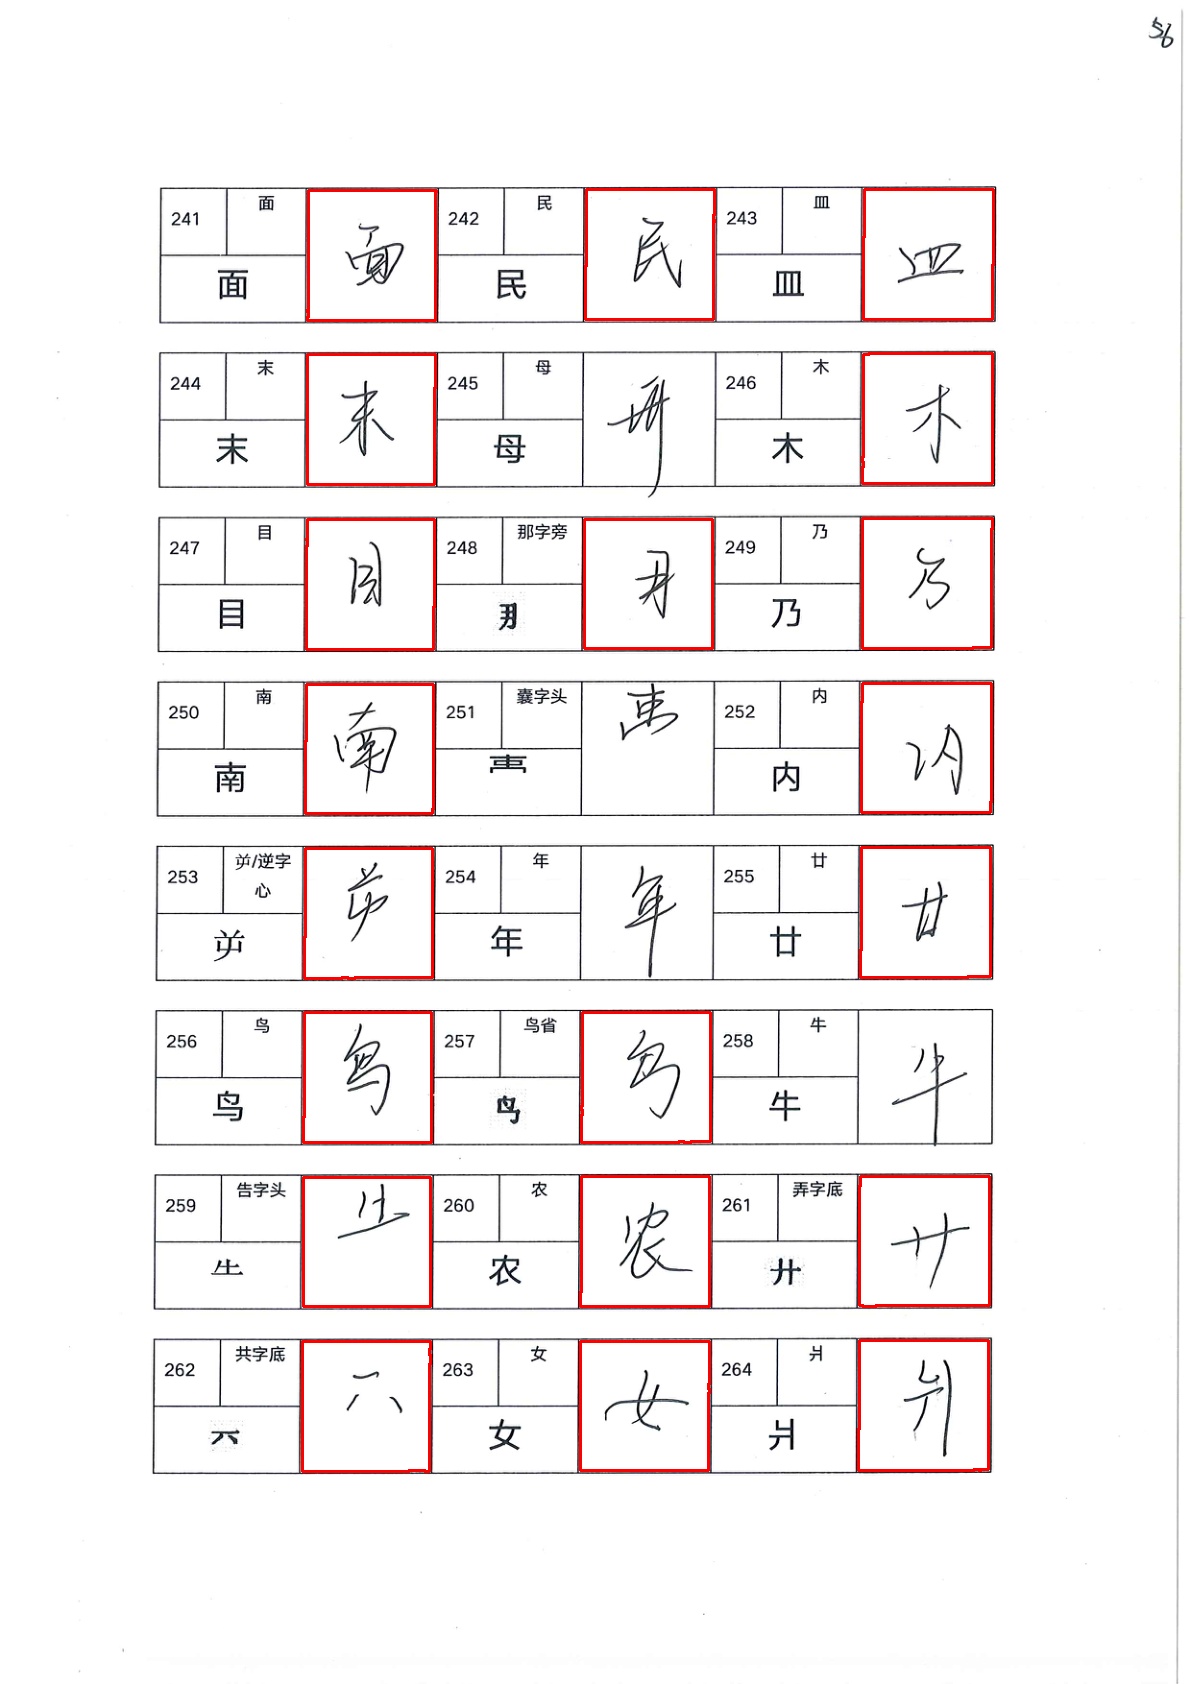 56
241 面 面 242 民 民 243 皿 皿
面 民 皿
244 末 末 245 母 母 246 木 木
末 母 木
247 目 目 248 那字旁 249 乃 乃
目 乃
250 南 南 251 囊字头 252 内 内
南 内
253 屰/逆字心 屰 254 年 年 255 廿 廿
屰 年 廿
256 鸟 鸟 257 鸟省 258 牛 牛
鸟 牛
259 告字头 260 农 农 261 弄字底 廾
⺧ 农 廾
262 共字底 263 女 女 264 爿 爿
女 爿